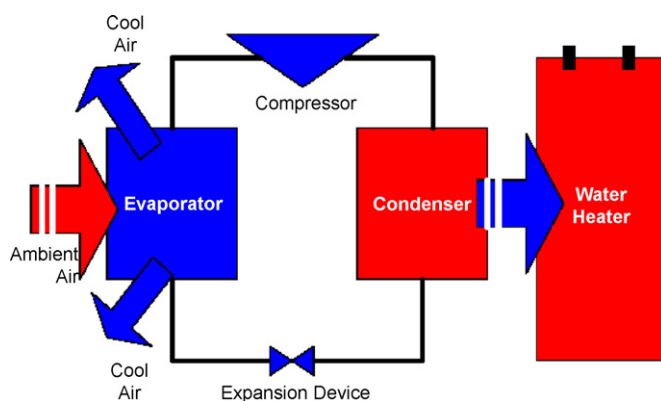 Cool
Air
Compressor
Evaporator
Condenser
Water
Heater
Ambient
Air
Cool
Air
Expansion Device